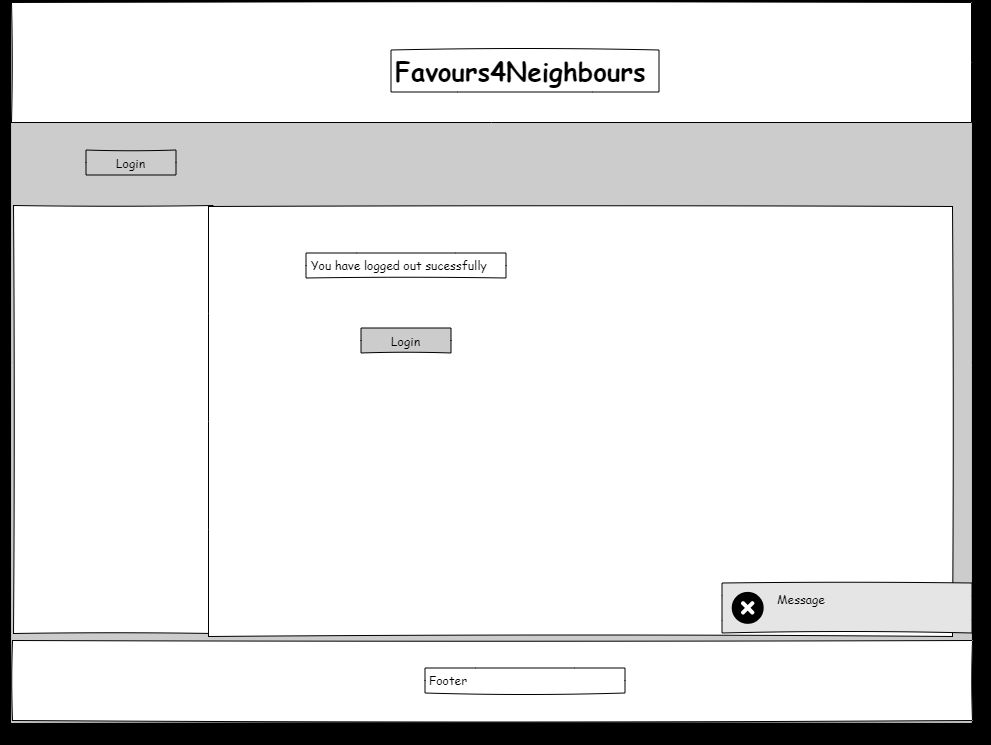 Favours4Neighbours
Login
You have logged out sucessfully
Login
Message
Footer